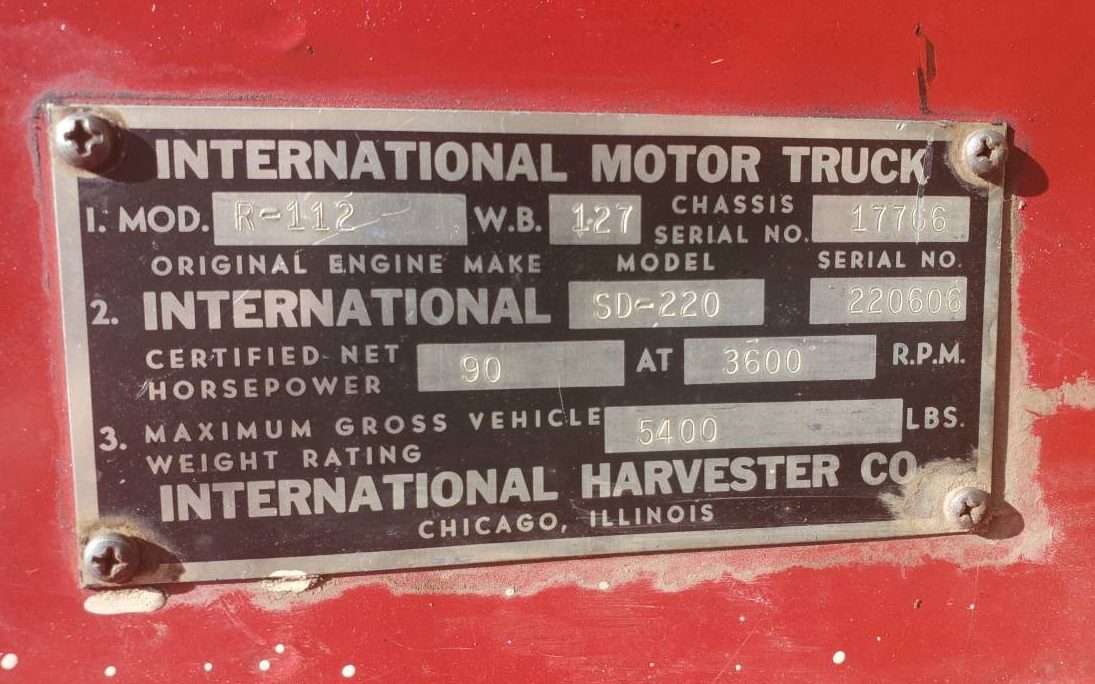 INTERNATIONAL MOTOR TRUCK
1. MOD. R-112 W.B. 127 CHASSIS SERIAL NO. 17766
ORIGINAL ENGINE MAKE MODEL SERIAL NO.
2. INTERNATIONAL SD-220 220606
CERTIFIED NET HORSEPOWER 90 AT 3600 R.P.M.
3. MAXIMUM GROSS VEHICLE WEIGHT RATING 5400 LBS.
INTERNATIONAL HARVESTER CO
CHICAGO, ILLINOIS